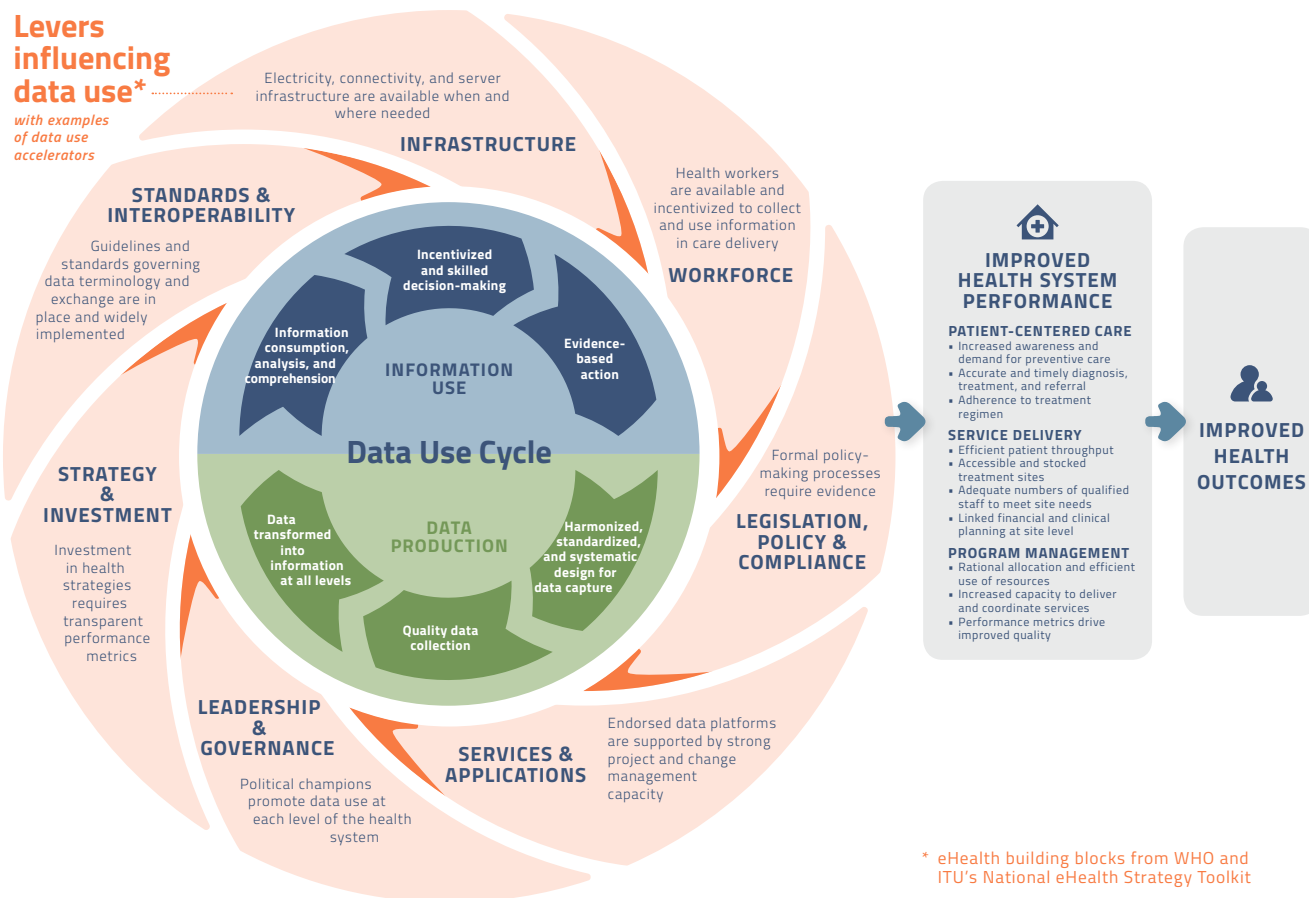 Levers
influencing
data use*
with examples
of data use
accelerators
Electricity, connectivity, and server
infrastructure are available when and
where needed
INFRASTRUCTURE
Health workers
are available and
incentivized to collect
and use information
in care delivery
WORKFORCE
Formal policy-
making processes
require evidence
LEGISLATION,
POLICY &
COMPLIANCE
Endorsed data platforms
are supported by strong
project and change
management
capacity
SERVICES &
APPLICATIONS
LEADERSHIP
&
GOVERNANCE
Political champions
promote data use at
each level of the health
system
STRATEGY
&
INVESTMENT
Investment
in health
strategies
requires
transparent
performance
metrics
STANDARDS &
INTEROPERABILITY
Guidelines and
standards governing
data terminology and
exchange are in
place and widely
implemented
Data Use Cycle
INFORMATION
USE
Information
consumption,
analysis, and
comprehension
Incentivized
and skilled
decision-making
Evidence-
based
action
DATA
PRODUCTION
Harmonized,
standardized,
and systematic
design for
data capture
Quality data
collection
Data
transformed
into
information
at all levels
IMPROVED
HEALTH SYSTEM
PERFORMANCE
PATIENT-CENTERED CARE
▪ Increased awareness and
demand for preventive care
▪ Accurate and timely diagnosis,
treatment, and referral
▪ Adherence to treatment
regimen
SERVICE DELIVERY
▪ Efficient patient throughput
▪ Accessible and stocked
treatment sites
▪ Adequate numbers of qualified
staff to meet site needs
▪ Linked financial and clinical
planning at site level
PROGRAM MANAGEMENT
▪ Rational allocation and efficient
use of resources
▪ Increased capacity to deliver
and coordinate services
▪ Performance metrics drive
improved quality
IMPROVED
HEALTH
OUTCOMES
* eHealth building blocks from WHO and
ITU's National eHealth Strategy Toolkit